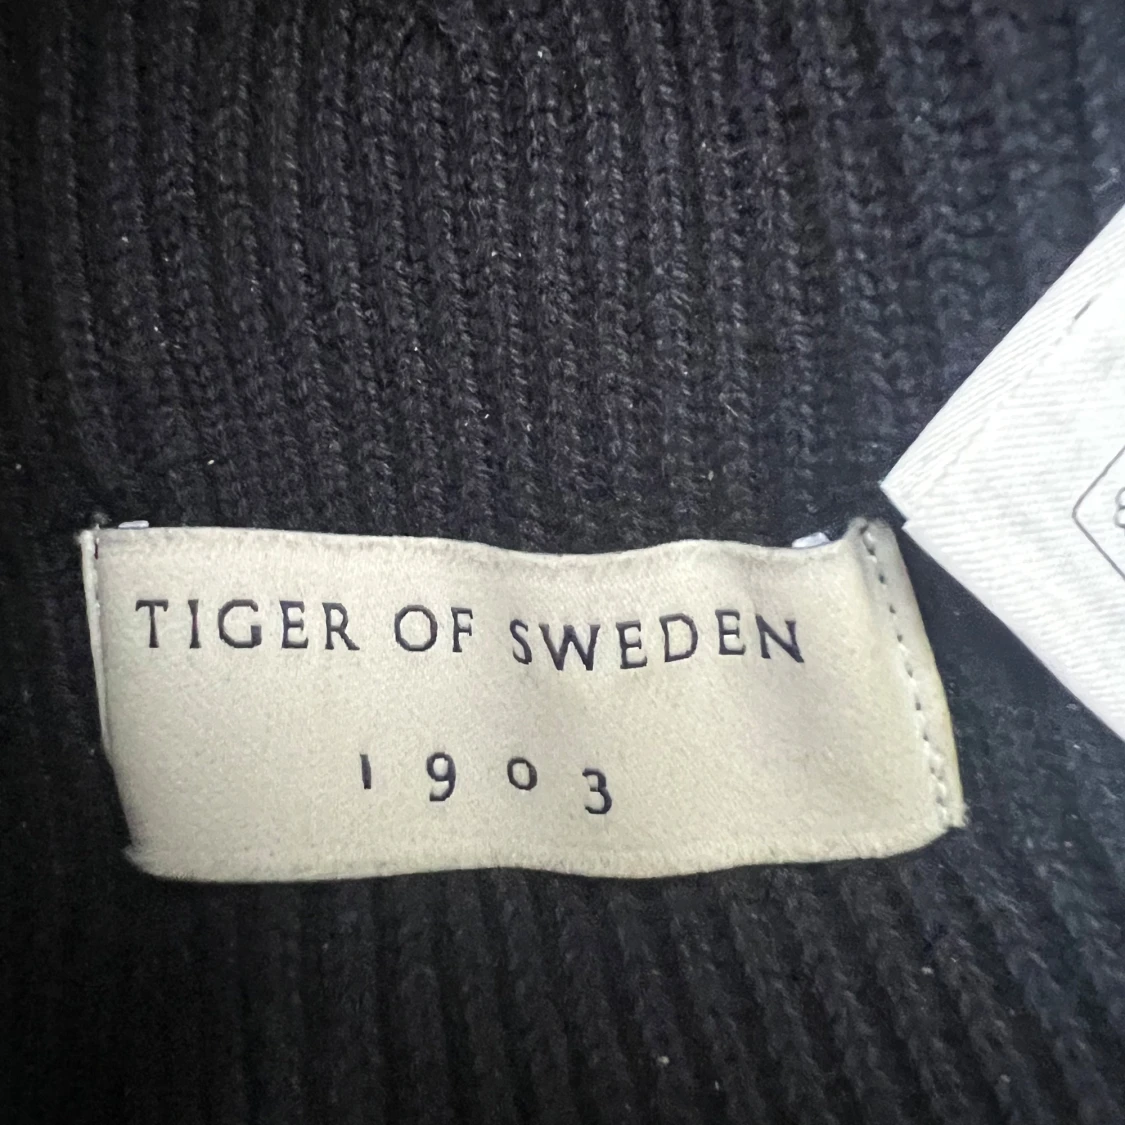 TIGER OF SWEDEN
1903